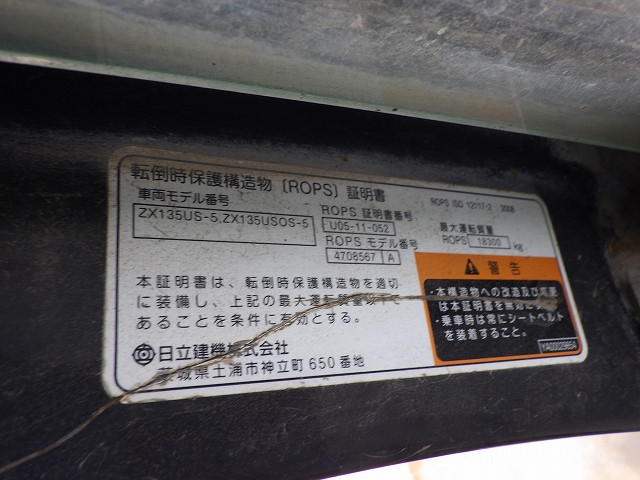 転倒時保護構造物〔ROPS〕証明書
ROPS ISO 12117-2 : 2008
車両モデル番号
ZX135US-5,ZX135USOS-5
ROPS 証明書番号
U05-11-052
ROPS モデル番号
4708567 A
最大運転質量
ROPS 18300 kg
本証明書は、転倒時保護構造物を適切
に装備し、上記の最大運転質量以下で
あることを条件に有効とする。
日立建機株式会社
茨城県土浦市神立町650番地
警告
・本構造物への改造及び変更
は本証明書を無効に
・乗車時は常にシートベルト
を装着すること。